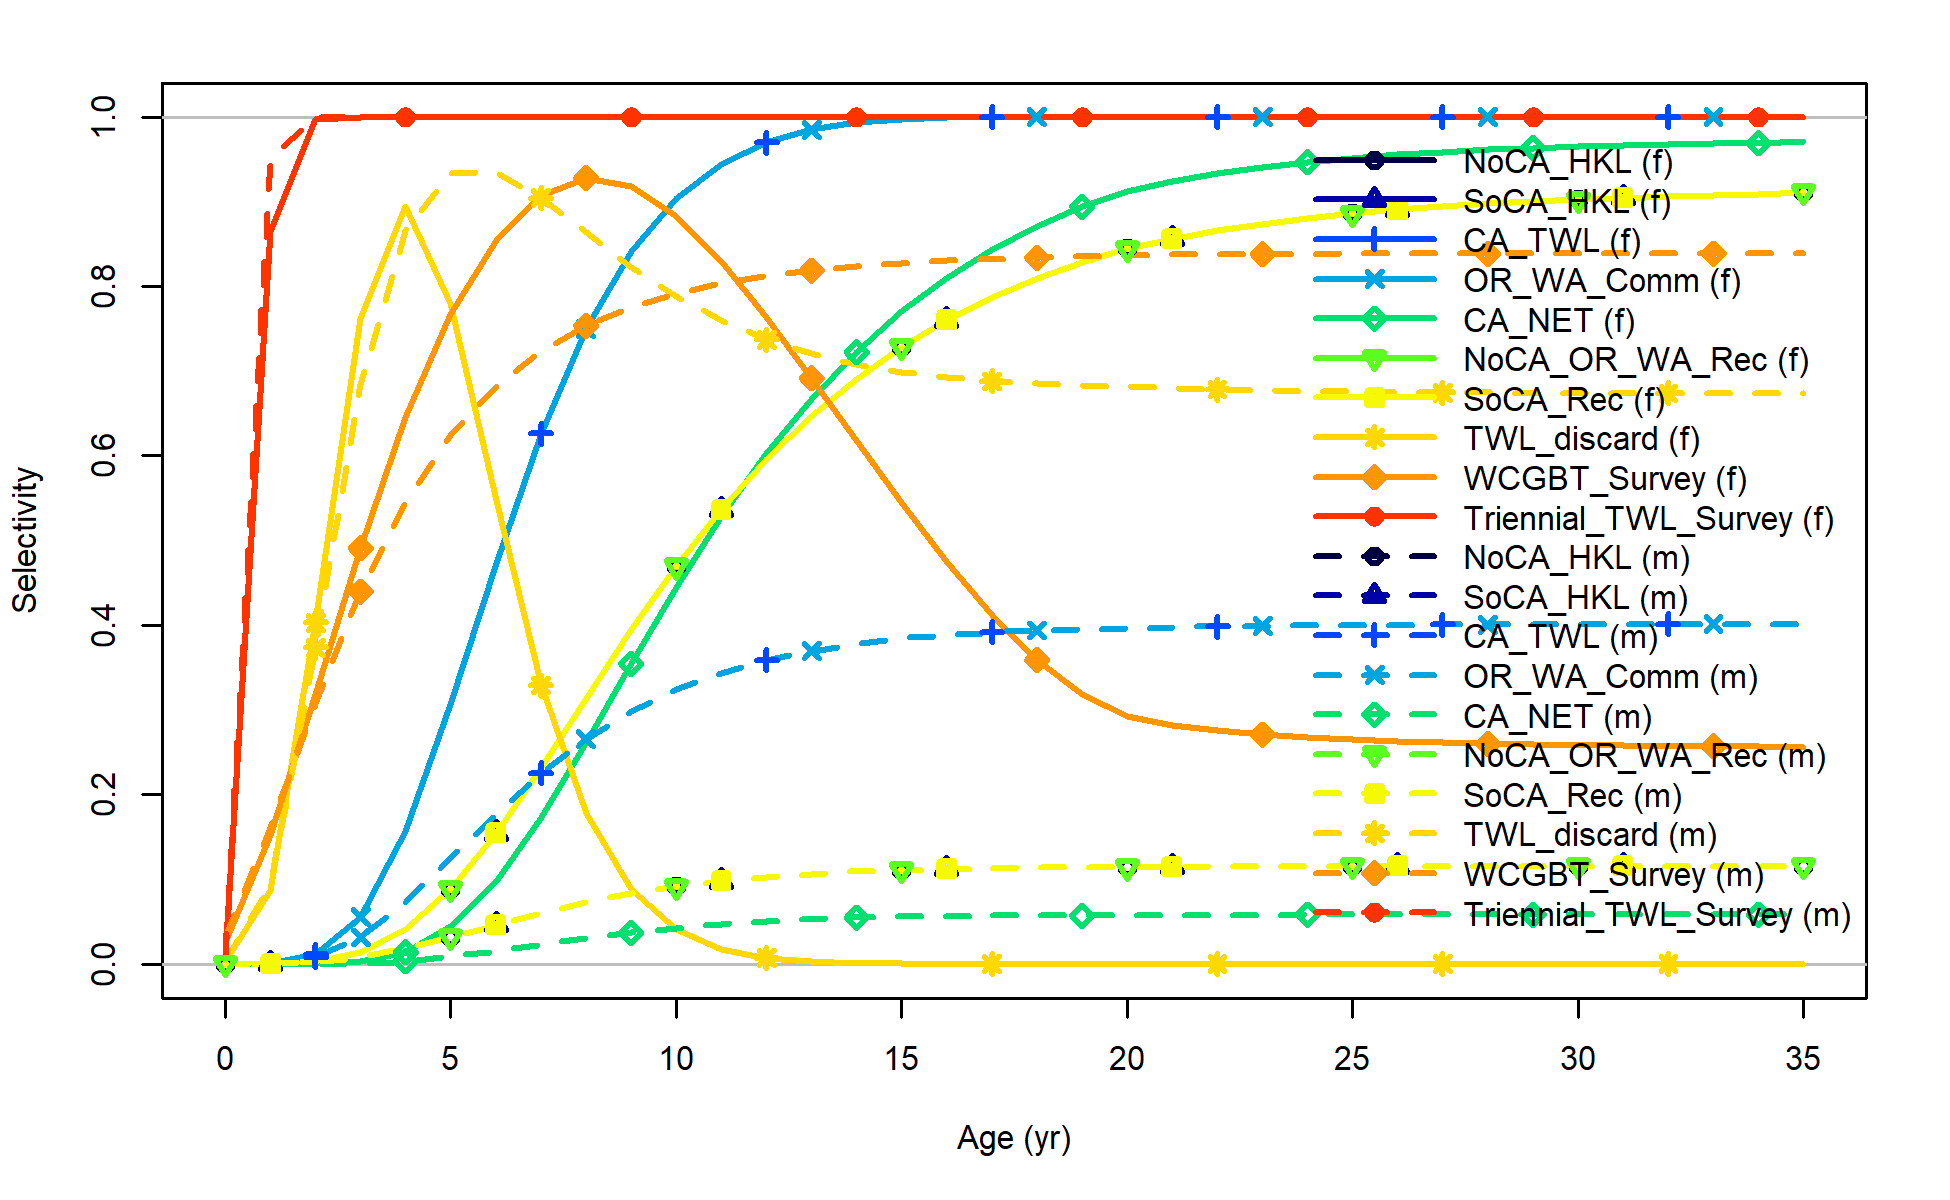 1.0
0.8
0.6
0.4
0.2
0.0
Selectivity
NoCA_HKL (f)
SoCA_HKL (f)
CA_TWL (f)
OR_WA_Comm (f)
CA_NET (f)
NoCA_OR_WA_Rec (f)
SoCA_Rec (f)
TWL_discard (f)
WCGBT_Survey (f)
Triennial_TWL_Survey (f)
NoCA_HKL (m)
SoCA_HKL (m)
CA_TWL (m)
OR_WA_Comm (m)
CA_NET (m)
NoCA_OR_WA_Rec (m)
SoCA_Rec (m)
TWL_discard (m)
WCGBT_Survey (m)
Triennial_TWL_Survey (m)
0 5 10 15 20 25 30 35
Age (yr)